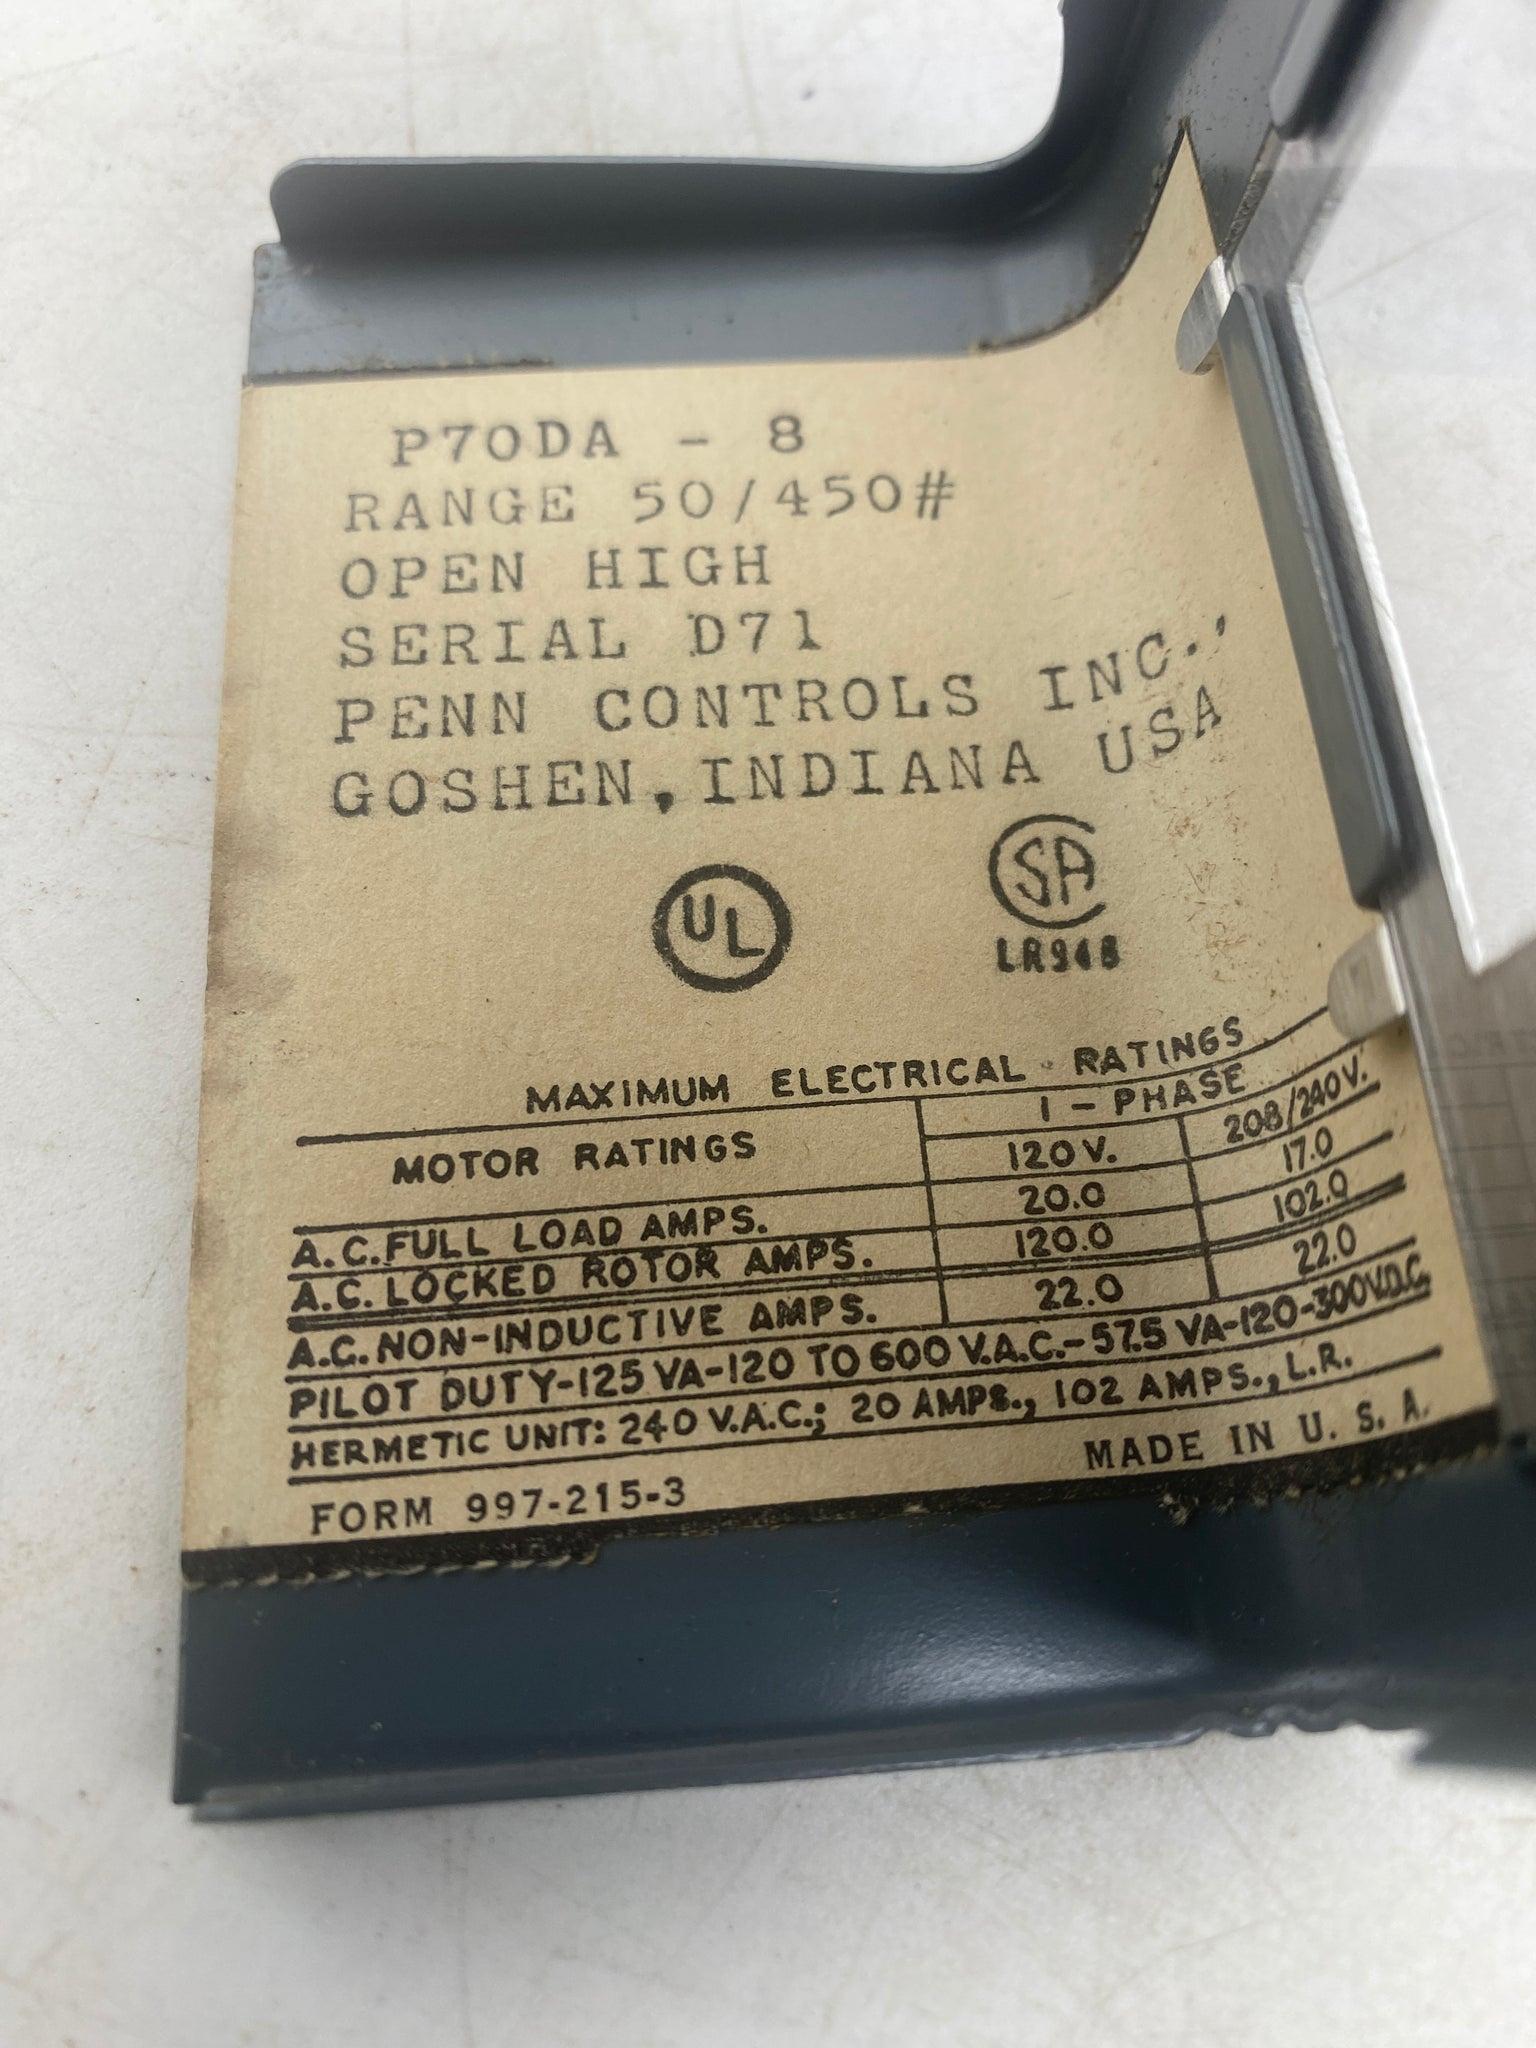 P70DA - 8
RANGE 50/450#
OPEN HIGH
SERIAL D71
PENN CONTROLS INC.,
GOSHEN, INDIANA USA
UL
SA
LR948
MAXIMUM ELECTRICAL RATINGS
MOTOR RATINGS
1-PHASE
120V. 208/240V.
A.C. FULL LOAD AMPS. 20.0 17.0
A.C. LOCKED ROTOR AMPS. 120.0 102.0
A.C. NON-INDUCTIVE AMPS. 22.0 22.0
PILOT DUTY-125 VA-120 TO 600 V.A.C.-57.5 VA-120-300V.D.C.
HERMETIC UNIT: 240 V.A.C.; 20 AMPS., 102 AMPS., L.R.
FORM 997-215-3 MADE IN U. S. A.